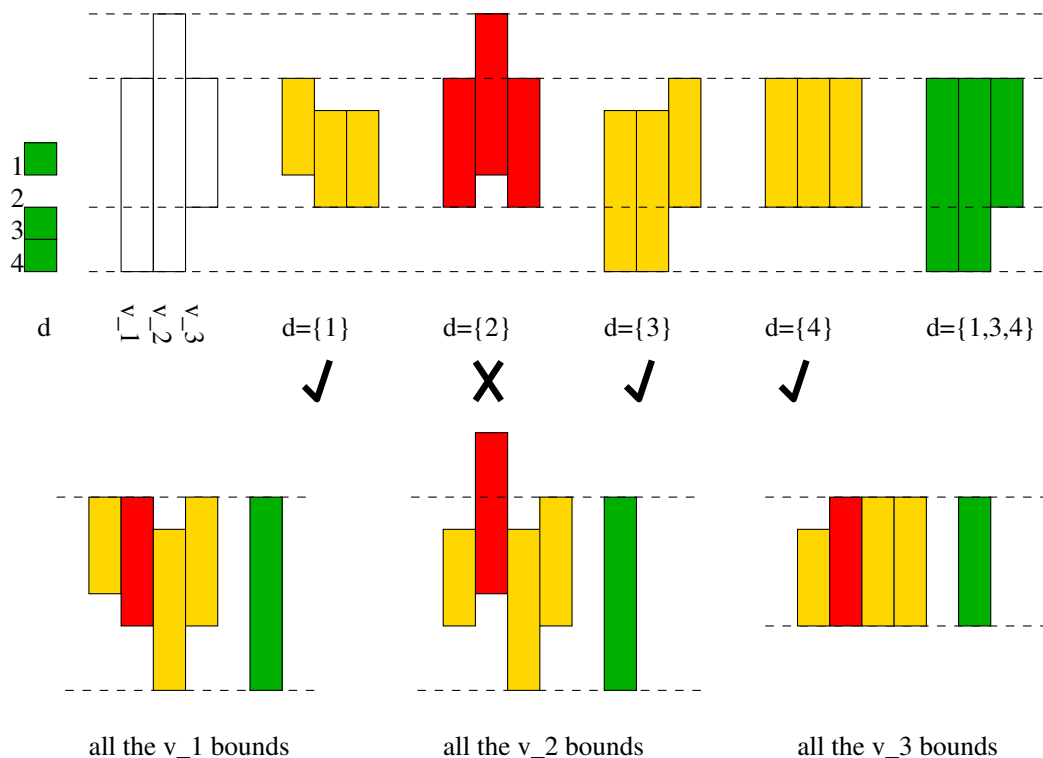 1
2
3
4
d v_1 v_2 v_3 d={1} d={2} d={3} d={4} d={1,3,4}
all the v_1 bounds all the v_2 bounds all the v_3 bounds